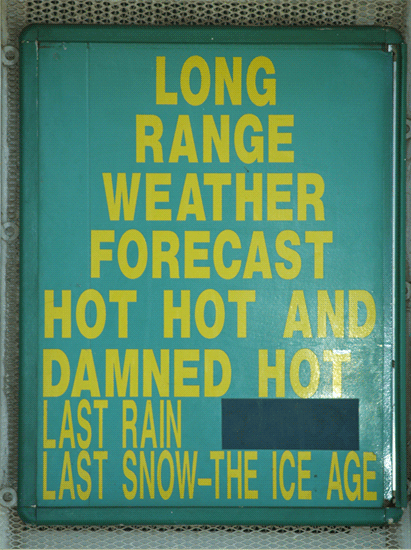 LONG
RANGE
WEATHER
FORECAST
HOT HOT AND
DAMNED HOT
LAST RAIN
LAST SNOW-THE ICE AGE